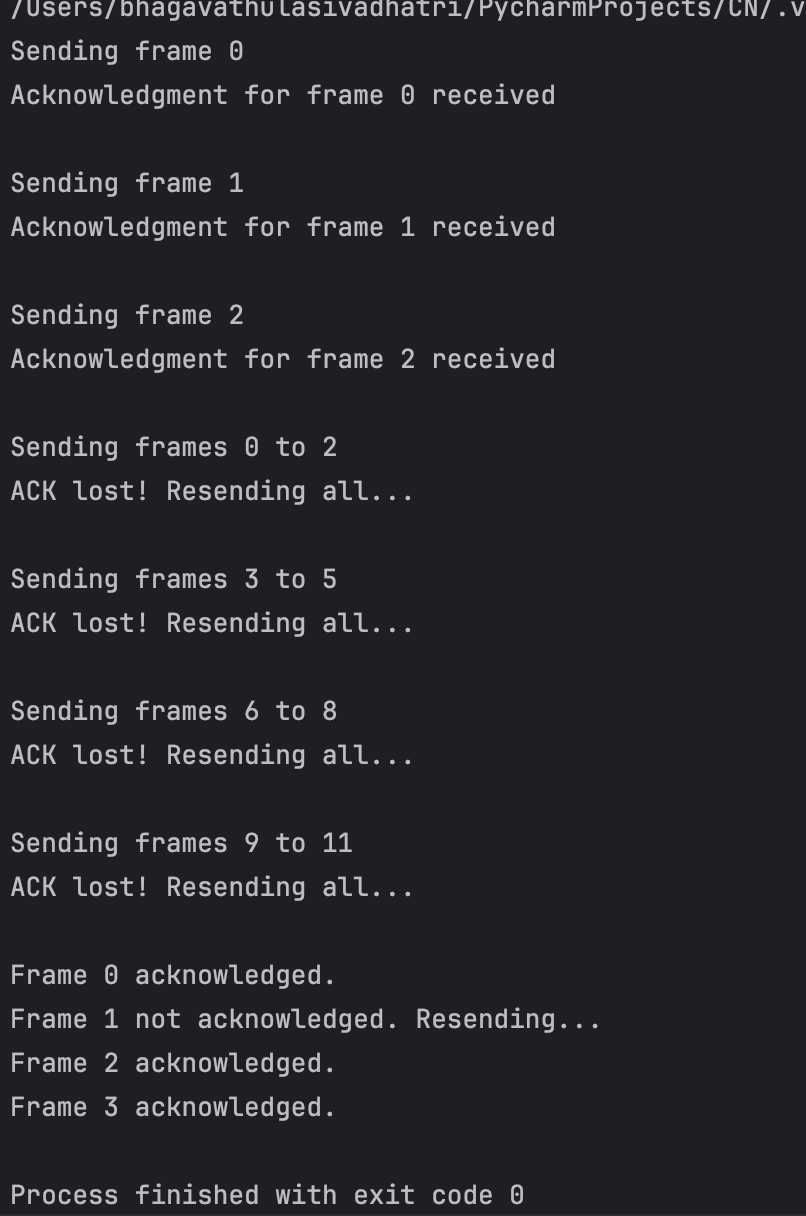 /Users/bhagavathulasivadhatri/PycharmProjects/CN/.v
Sending frame 0
Acknowledgment for frame 0 received
Sending frame 1
Acknowledgment for frame 1 received
Sending frame 2
Acknowledgment for frame 2 received
Sending frames 0 to 2
ACK lost! Resending all...
Sending frames 3 to 5
ACK lost! Resending all...
Sending frames 6 to 8
ACK lost! Resending all...
Sending frames 9 to 11
ACK lost! Resending all...
Frame 0 acknowledged.
Frame 1 not acknowledged. Resending...
Frame 2 acknowledged.
Frame 3 acknowledged.
Process finished with exit code 0